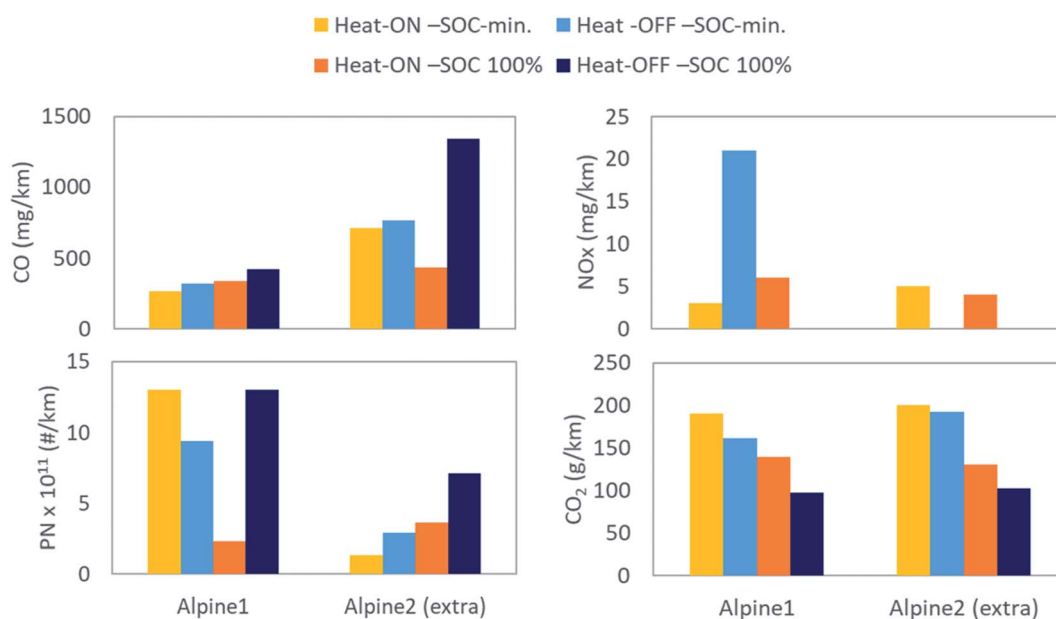 Heat-ON –SOC-min.
Heat -OFF –SOC-min.
Heat-ON –SOC 100%
Heat-OFF –SOC 100%
CO (mg/km)
1500
1000
500
0
NOx (mg/km)
25
20
15
10
5
0
PN x 10¹¹ (#/km)
15
10
5
0
Alpine1
Alpine2 (extra)
CO₂ (g/km)
250
200
150
100
50
0
Alpine1
Alpine2 (extra)